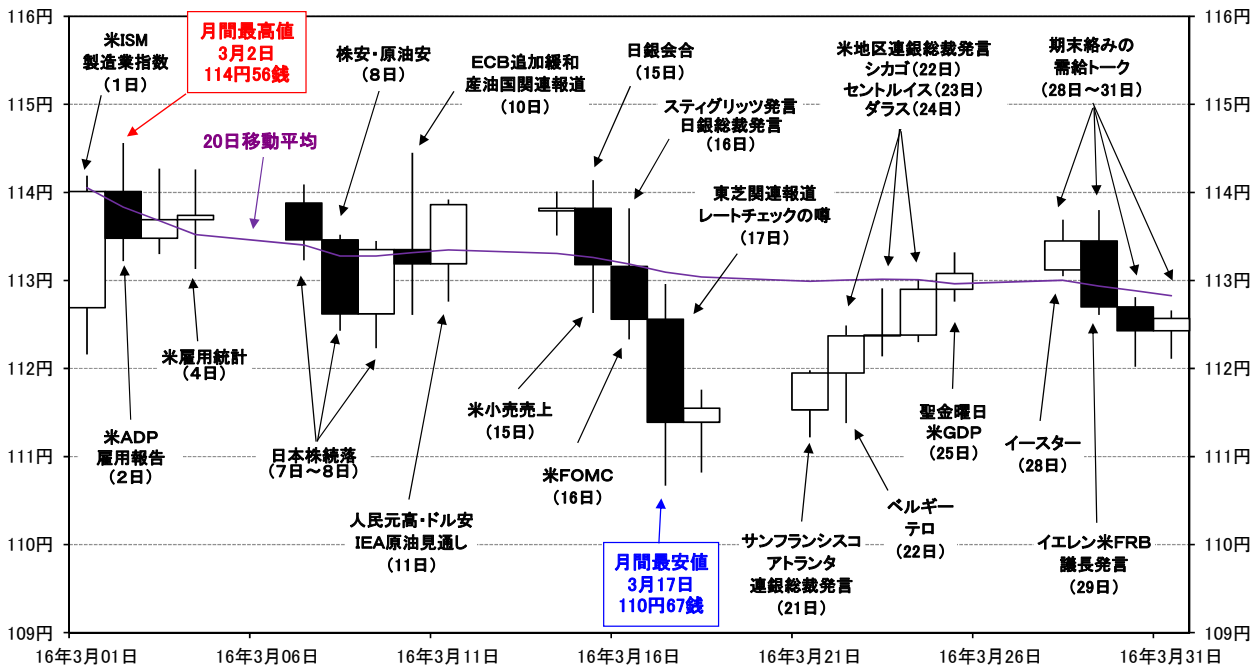 116円
115円
114円
113円
112円
111円
110円
109円
116円
115円
114円
113円
112円
111円
110円
109円
16年3月01日
16年3月06日
16年3月11日
16年3月16日
16年3月21日
16年3月26日
16年3月31日
米ISM
製造業指数
(1日)
月間最高値
3月2日
114円56銭
20日移動平均
株安・原油安
(8日)
ECB追加緩和
産油国関連報道
(10日)
日銀会合
(15日)
スティグリッツ発言
日銀総裁発言
(16日)
東芝関連報道
レートチェックの噂
(17日)
米地区連銀総裁発言
シカゴ(22日)
セントルイス(23日)
ダラス(24日)
期末絡みの
需給トーク
(28日～31日)
米ADP
雇用報告
(2日)
米雇用統計
(4日)
日本株続落
(7日～8日)
人民元高・ドル安
IEA原油見通し
(11日)
米小売売上
(15日)
米FOMC
(16日)
月間最安値
3月17日
110円67銭
サンフランシスコ
アトランタ
連銀総裁発言
(21日)
ベルギー
テロ
(22日)
聖金曜日
米GDP
(25日)
イースター
(28日)
イエレン米FRB
議長発言
(29日)